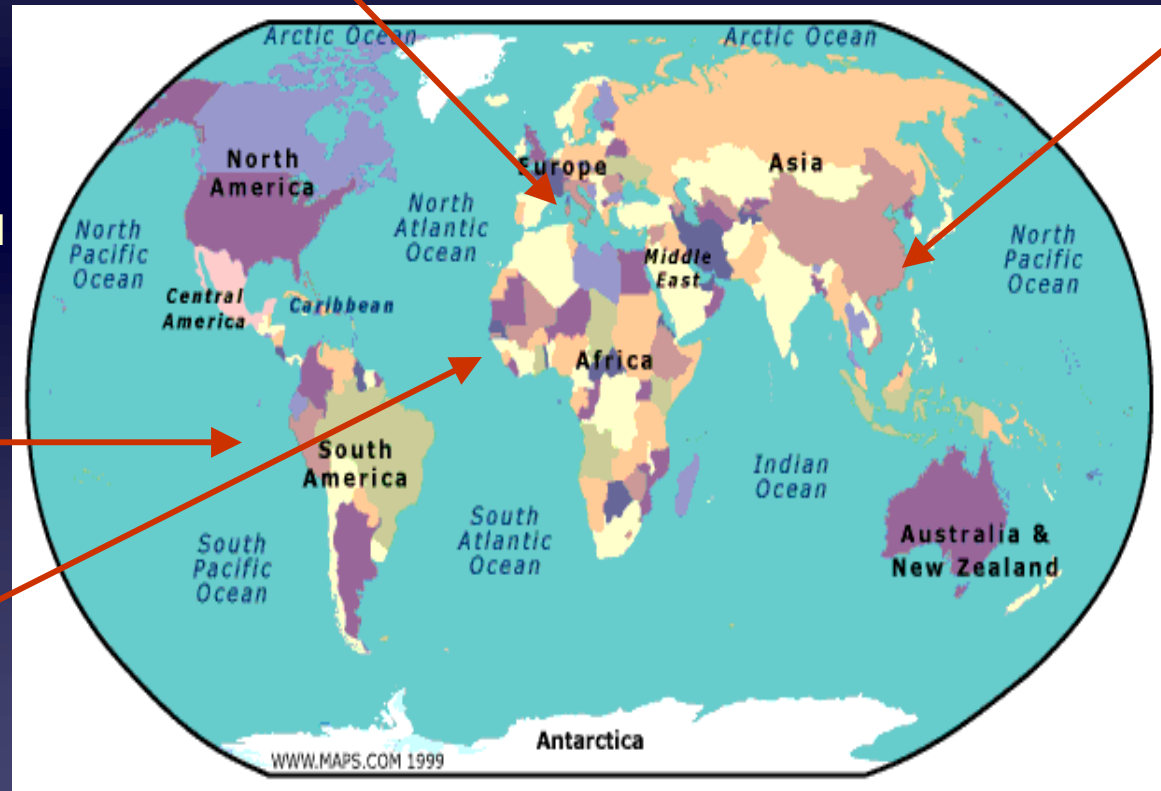 Arctic Ocean
Arctic Ocean
North
America
Europe
Asia
North
Atlantic
Ocean
North
Pacific
Ocean
North
Pacific
Ocean
Middle
East
Central
America
Caribbean
Africa
South
America
Indian
Ocean
South
Atlantic
Ocean
South
Pacific
Ocean
Australia &
New Zealand
Antarctica
WWW.MAPS.COM 1999